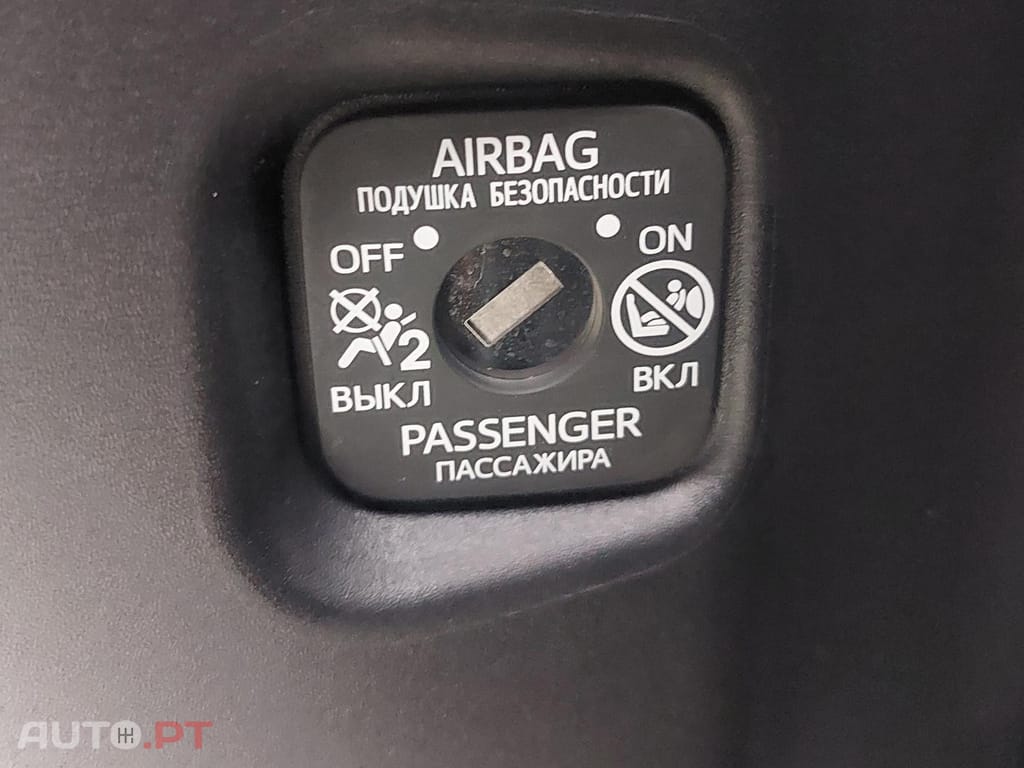 AIRBAG
ПОДУШКА БЕЗОПАСНОСТИ
OFF
ON
2
ВЫКЛ
ВКЛ
PASSENGER
ПАССАЖИРА
AUTO.PT